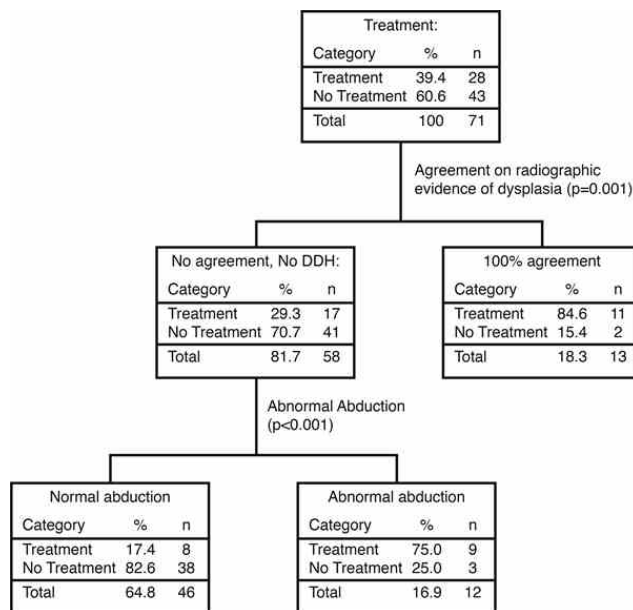 Treatment:
Category % n
Treatment 39.4 28
No Treatment 60.6 43
Total 100 71
Agreement on radiographic
evidence of dysplasia (p=0.001)
No agreement, No DDH:
Category % n
Treatment 29.3 17
No Treatment 70.7 41
Total 81.7 58
100% agreement
Category % n
Treatment 84.6 11
No Treatment 15.4 2
Total 18.3 13
Abnormal Abduction
(p<0.001)
Normal abduction
Category % n
Treatment 17.4 8
No Treatment 82.6 38
Total 64.8 46
Abnormal abduction
Category % n
Treatment 75.0 9
No Treatment 25.0 3
Total 16.9 12